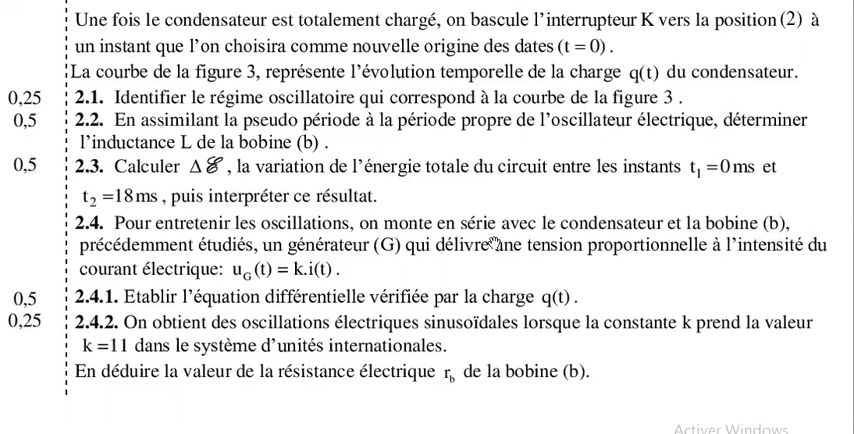 Une fois le condensateur est totalement chargé, on bascule l'interrupteur K vers la position (2) à
un instant que l'on choisira comme nouvelle origine des dates (t = 0) .
La courbe de la figure 3, représente l'évolution temporelle de la charge q(t) du condensateur.
0,25 2.1. Identifier le régime oscillatoire qui correspond à la courbe de la figure 3 .
0,5 2.2. En assimilant la pseudo période à la période propre de l'oscillateur électrique, déterminer
l'inductance L de la bobine (b) .
0,5 2.3. Calculer Δℰ , la variation de l'énergie totale du circuit entre les instants t₁ =0ms et
t₂ =18ms , puis interpréter ce résultat.
2.4. Pour entretenir les oscillations, on monte en série avec le condensateur et la bobine (b),
précédemment étudiés, un générateur (G) qui délivre une tension proportionnelle à l'intensité du
courant électrique: u_G (t) = k.i(t) .
0,5 2.4.1. Etablir l'équation différentielle vérifiée par la charge q(t) .
0,25 2.4.2. On obtient des oscillations électriques sinusoïdales lorsque la constante k prend la valeur
k =11 dans le système d'unités internationales.
En déduire la valeur de la résistance électrique r_b de la bobine (b).
Activer Windows